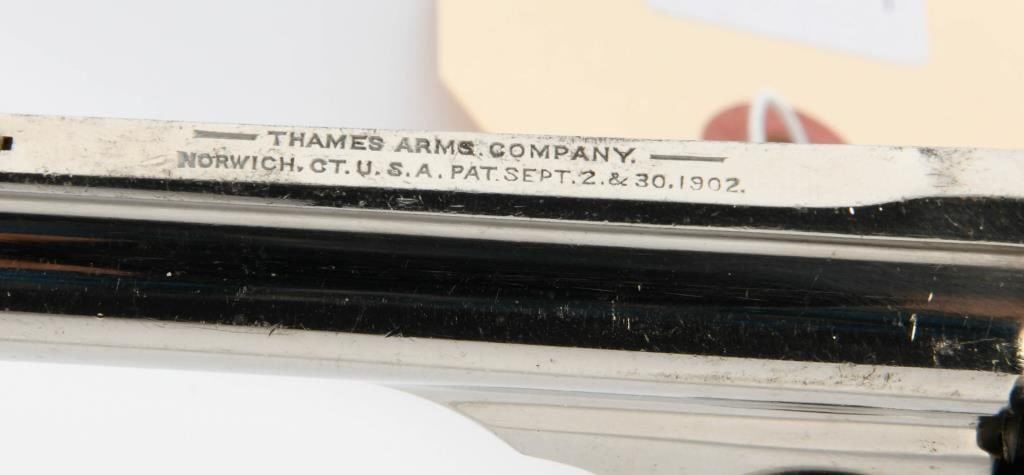 THAMES ARMS COMPANY.
NORWICH, CT. U.S.A. PAT. SEPT. 2. & 30. 1902.